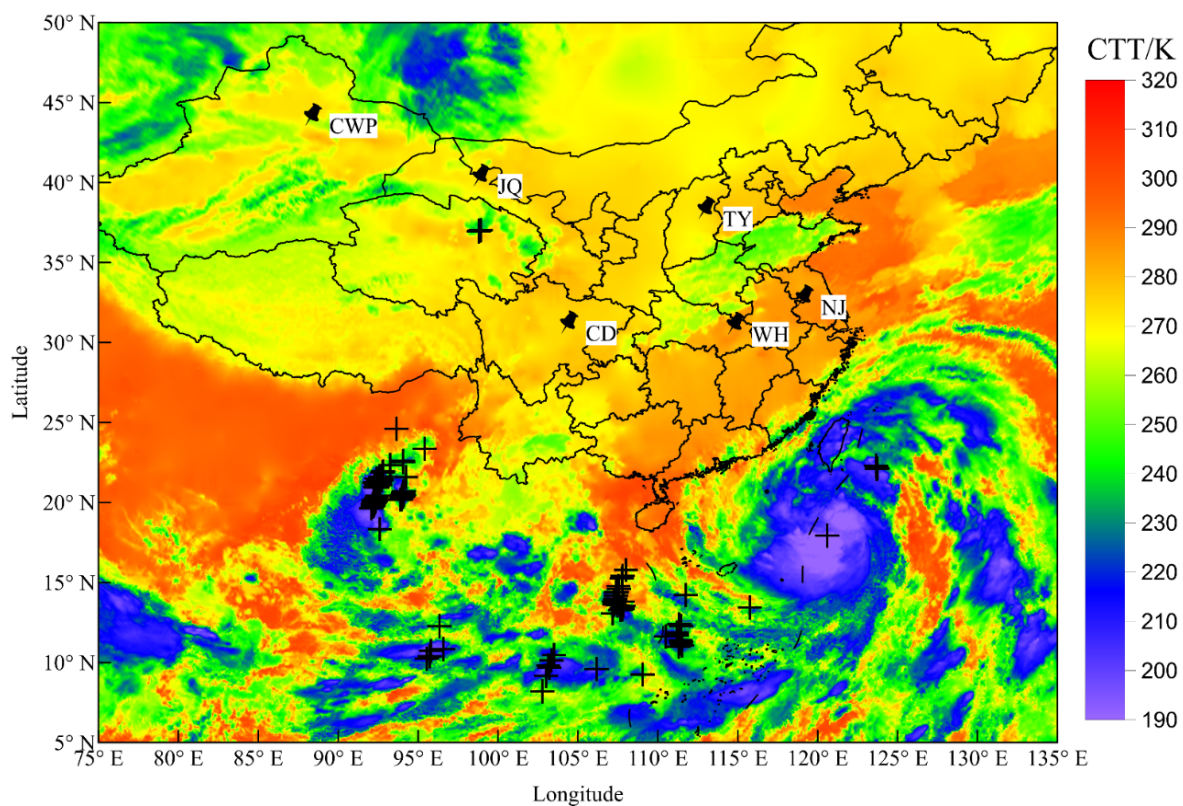 CTT/K
50° N
45° N
40° N
35° N
30° N
25° N
20° N
15° N
10° N
5° N
Latitude
CWP
JQ
TY
NJ
CD
WH
320
310
300
290
280
270
260
250
240
230
220
210
200
190
75° E 80° E 85° E 90° E 95° E 100° E 105° E 110° E 115° E 120° E 125° E 130° E 135° E
Longitude